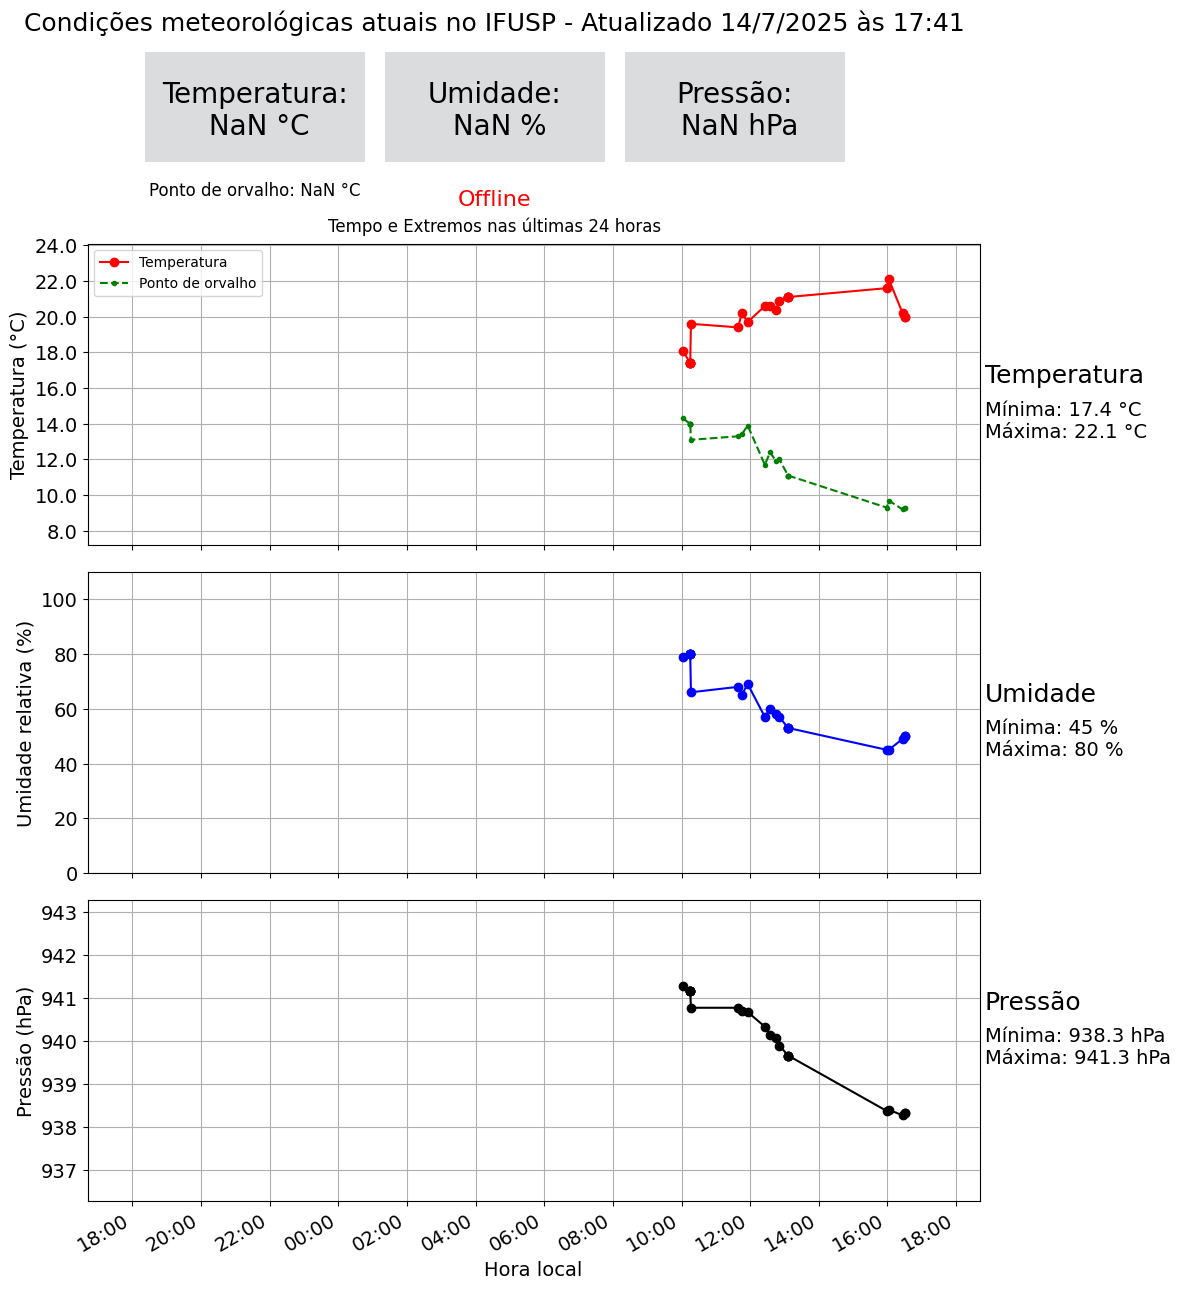 Condições meteorológicas atuais no IFUSP - Atualizado 14/7/2025 às 17:41
Temperatura:
NaN °C
Umidade:
NaN %
Pressão:
NaN hPa
Ponto de orvalho: NaN °C
Offline
Tempo e Extremos nas últimas 24 horas
Temperatura (°C)
24.0
22.0
20.0
18.0
16.0
14.0
12.0
10.0
8.0
Temperatura
Ponto de orvalho
Temperatura
Mínima: 17.4 °C
Máxima: 22.1 °C
Umidade relativa (%)
100
80
60
40
20
0
Umidade
Mínima: 45 %
Máxima: 80 %
Pressão (hPa)
943
942
941
940
939
938
937
Pressão
Mínima: 938.3 hPa
Máxima: 941.3 hPa
18:00
20:00
22:00
00:00
02:00
04:00
06:00
08:00
10:00
12:00
14:00
16:00
18:00
Hora local